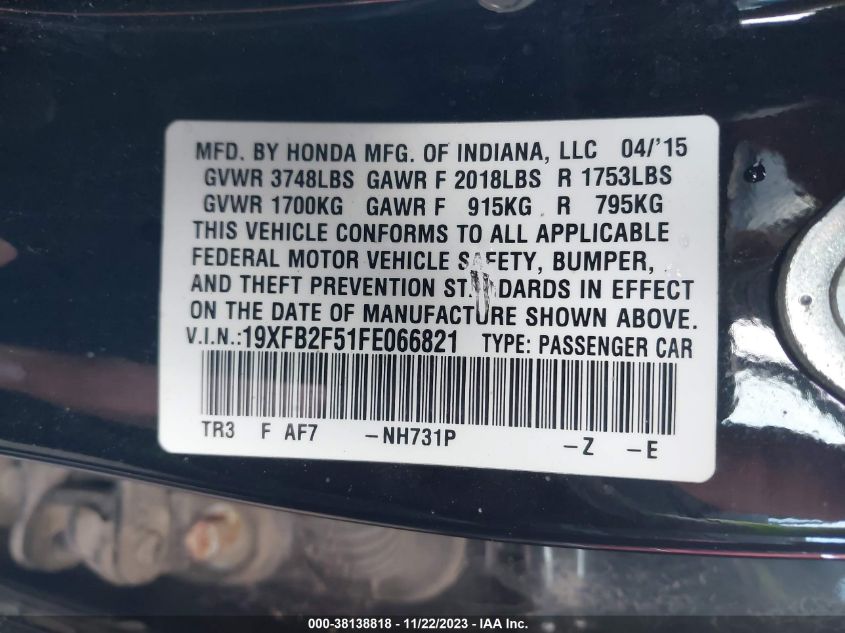 MFD. BY HONDA MFG. OF INDIANA, LLC 04/'15
GVWR 3748LBS GAWR F 2018LBS R 1753LBS
GVWR 1700KG GAWR F 915KG R 795KG
THIS VEHICLE CONFORMS TO ALL APPLICABLE
FEDERAL MOTOR VEHICLE SAFETY, BUMPER,
AND THEFT PREVENTION STANDARDS IN EFFECT
ON THE DATE OF MANUFACTURE SHOWN ABOVE.
V.I.N.:19XFB2F51FE066821 TYPE: PASSENGER CAR
TR3 F AF7 -NH731P -Z -E
000-38138818 - 11/22/2023 - IAA Inc.